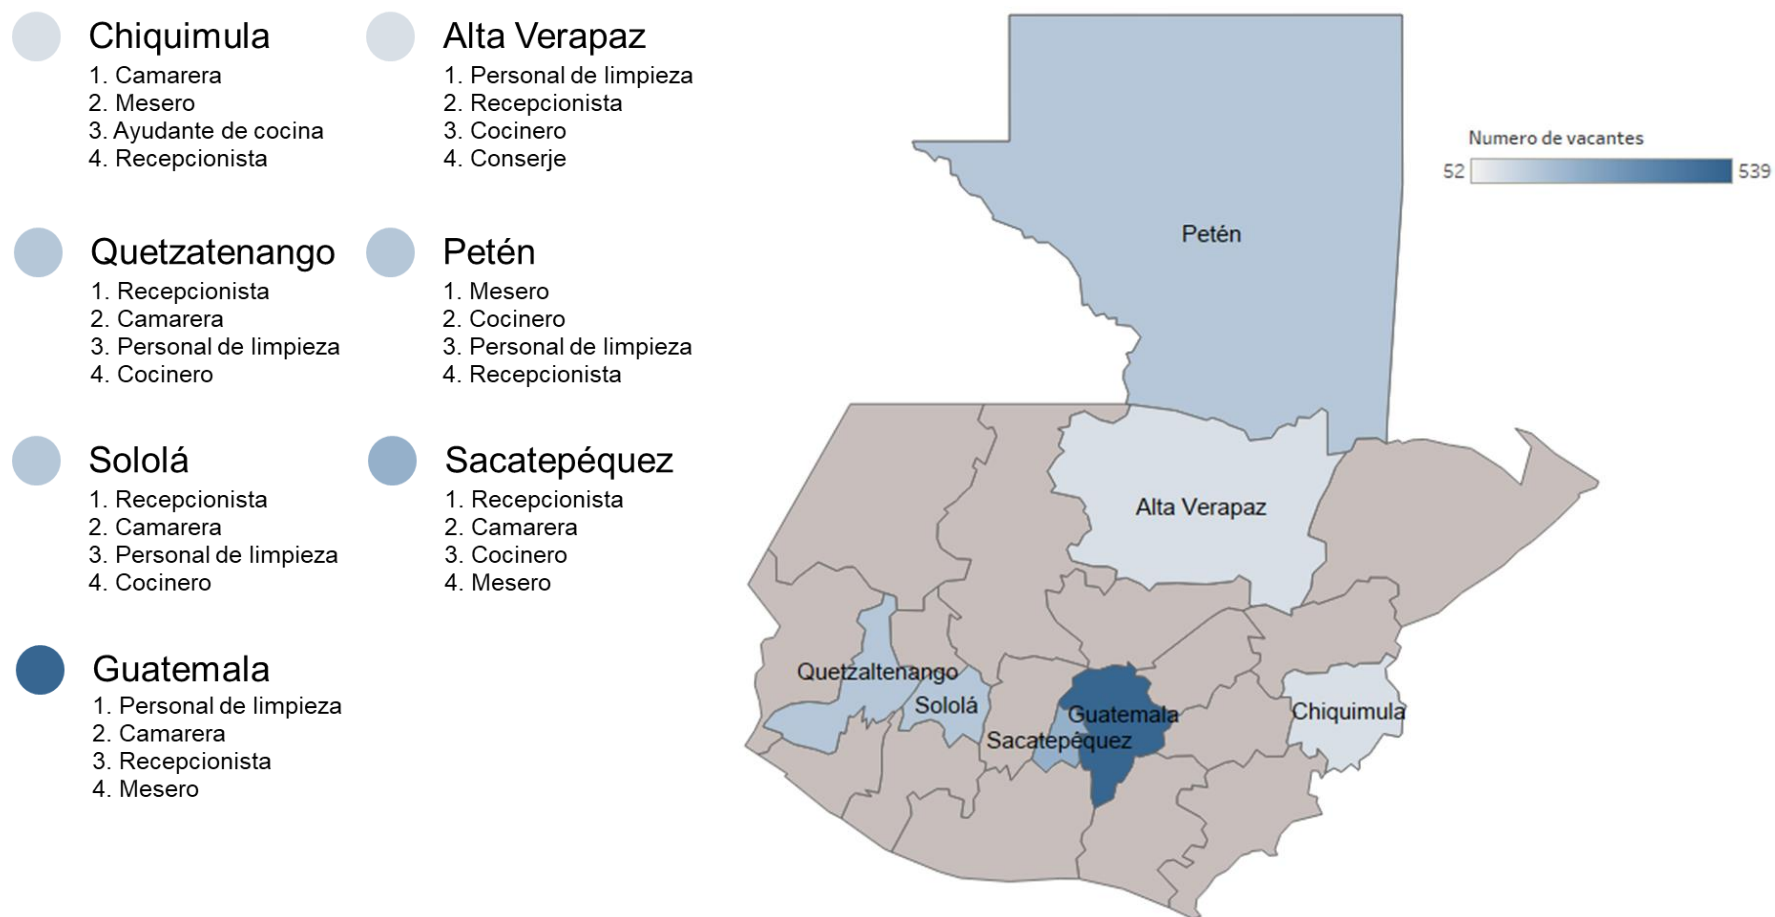 Chiquimula
1. Camarera
2. Mesero
3. Ayudante de cocina
4. Recepcionista
Alta Verapaz
1. Personal de limpieza
2. Recepcionista
3. Cocinero
4. Conserje
Quetzatenango
1. Recepcionista
2. Camarera
3. Personal de limpieza
4. Cocinero
Petén
1. Mesero
2. Cocinero
3. Personal de limpieza
4. Recepcionista
Sololá
1. Recepcionista
2. Camarera
3. Personal de limpieza
4. Cocinero
Sacatepéquez
1. Recepcionista
2. Camarera
3. Cocinero
4. Mesero
Guatemala
1. Personal de limpieza
2. Camarera
3. Recepcionista
4. Mesero
Numero de vacantes
52 539
Petén
Alta Verapaz
Quetzaltenango
Sololá
Guatemala
Chiquimula
Sacatepéquez